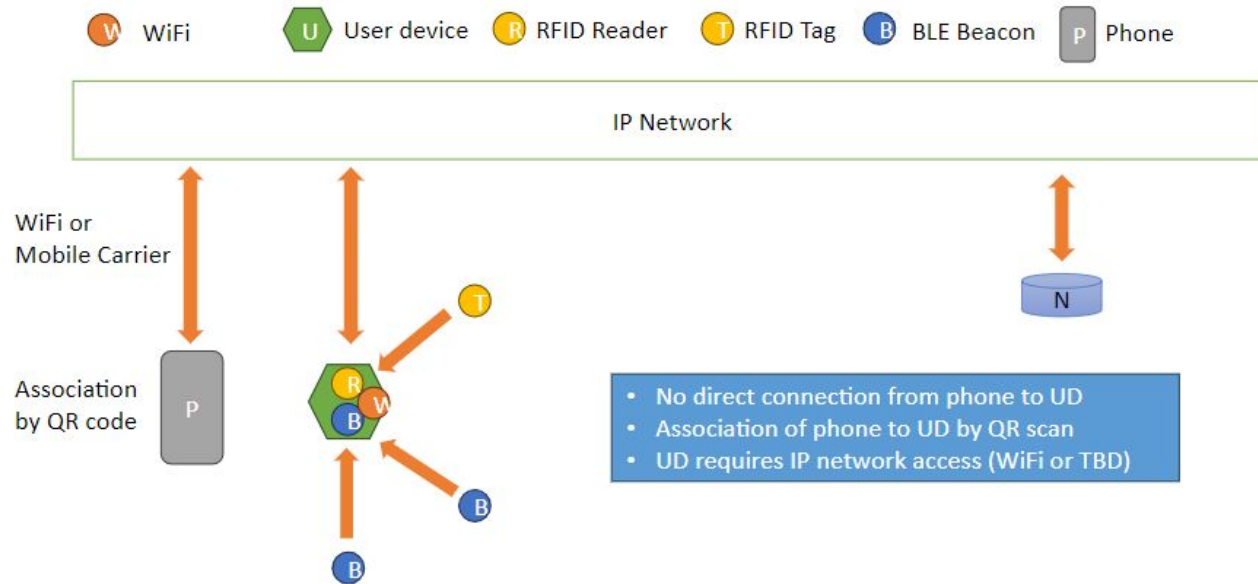 W WiFi U User device R RFID Reader T RFID Tag B BLE Beacon P Phone
IP Network
WiFi or
Mobile Carrier
T
N
Association
by QR code
P
R
W
B
• No direct connection from phone to UD
• Association of phone to UD by QR scan
• UD requires IP network access (WiFi or TBD)
B
B